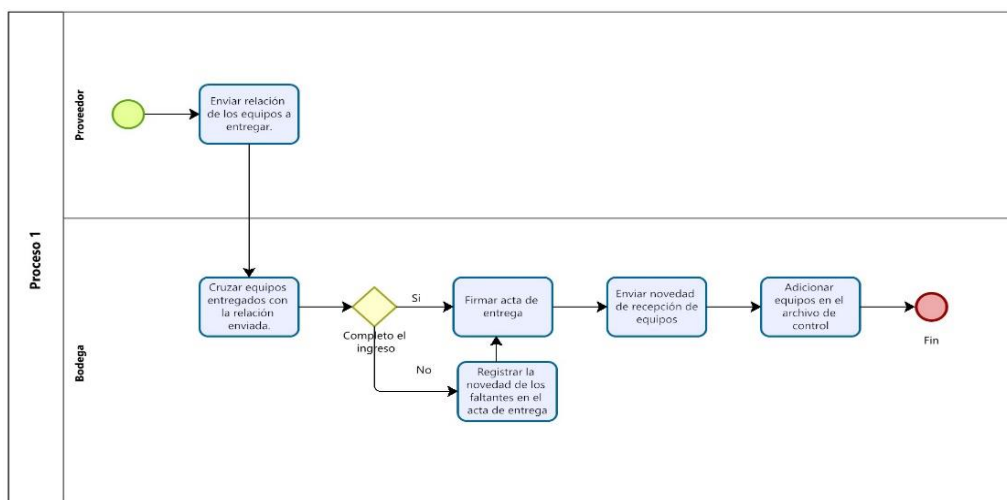 Proceso 1
Proveedor
Enviar relación
de los equipos a
entregar.
Bodega
Cruzar equipos
entregados con
la relación
enviada.
Completo el
ingreso
Si
No
Firmar acta de
entrega
Registrar la
novedad de los
faltantes en el
acta de entrega
Enviar novedad
de recepción de
equipos
Adicionar
equipos en el
archivo de
control
Fin